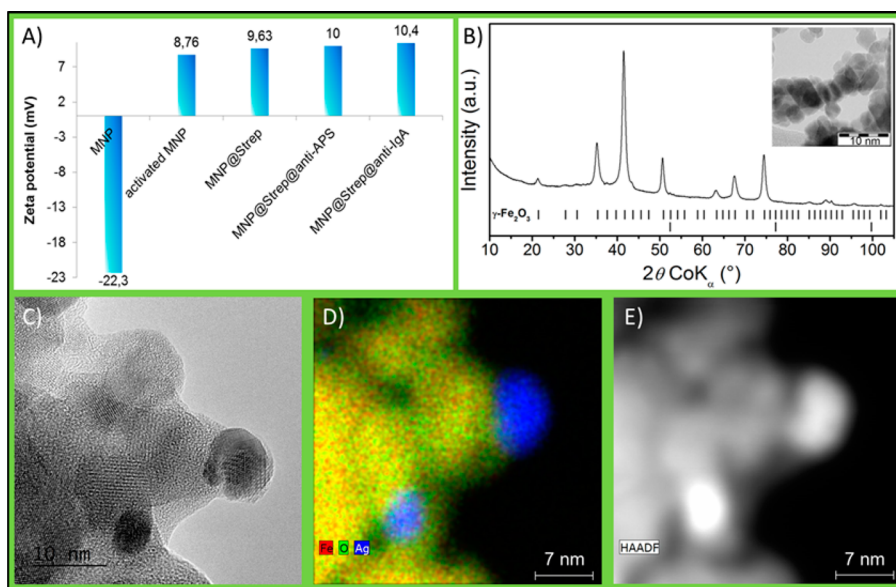 A)
8,76
9,63
10
10,4
7
2
-3
-8
-13
-18
-23
Zeta potential (mV)
MNP
activated MNP
MNP@Strep
MNP@Strep@anti-APS
MNP@Strep@anti-IgA
-22,3
B)
Intensity (a.u.)
10 nm
γ-Fe₂O₃
10 20 30 40 50 60 70 80 90 100
2θ CoKα (°)
C)
10 nm
D)
Fe O Ag
7 nm
E)
HAADF
7 nm